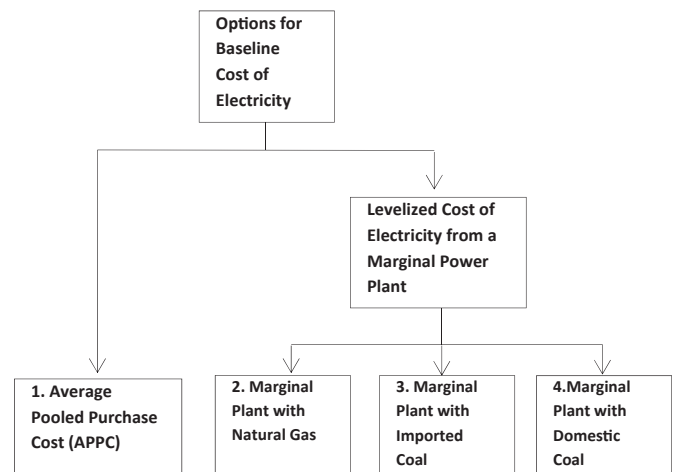 Options for
Baseline
Cost of
Electricity
Levelized Cost of
Electricity from a
Marginal Power
Plant
1. Average
Pooled Purchase
Cost (APPC)
2. Marginal
Plant with
Natural Gas
3. Marginal
Plant with
Imported
Coal
4.Marginal
Plant with
Domestic
Coal